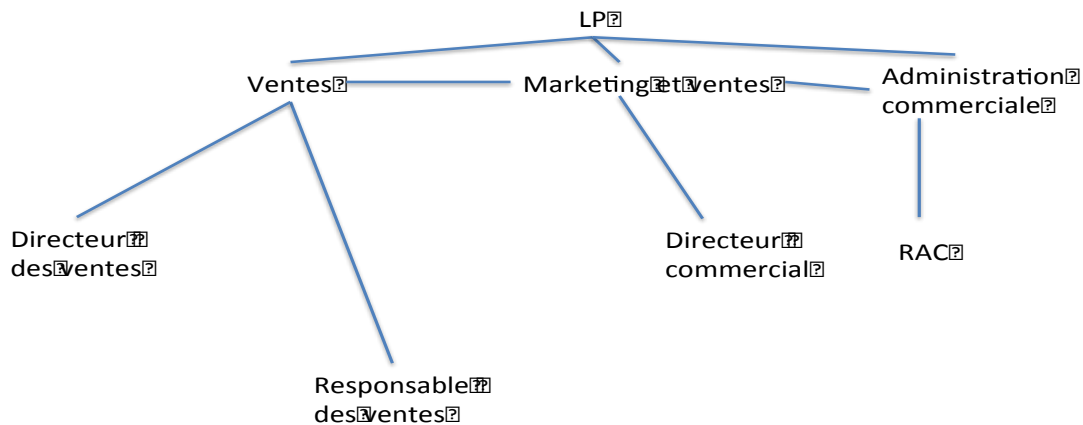 LP
Ventes
Marketing et ventes
Administration
commerciale
Directeur
des ventes
Directeur
commercial
RAC
Responsable
des ventes